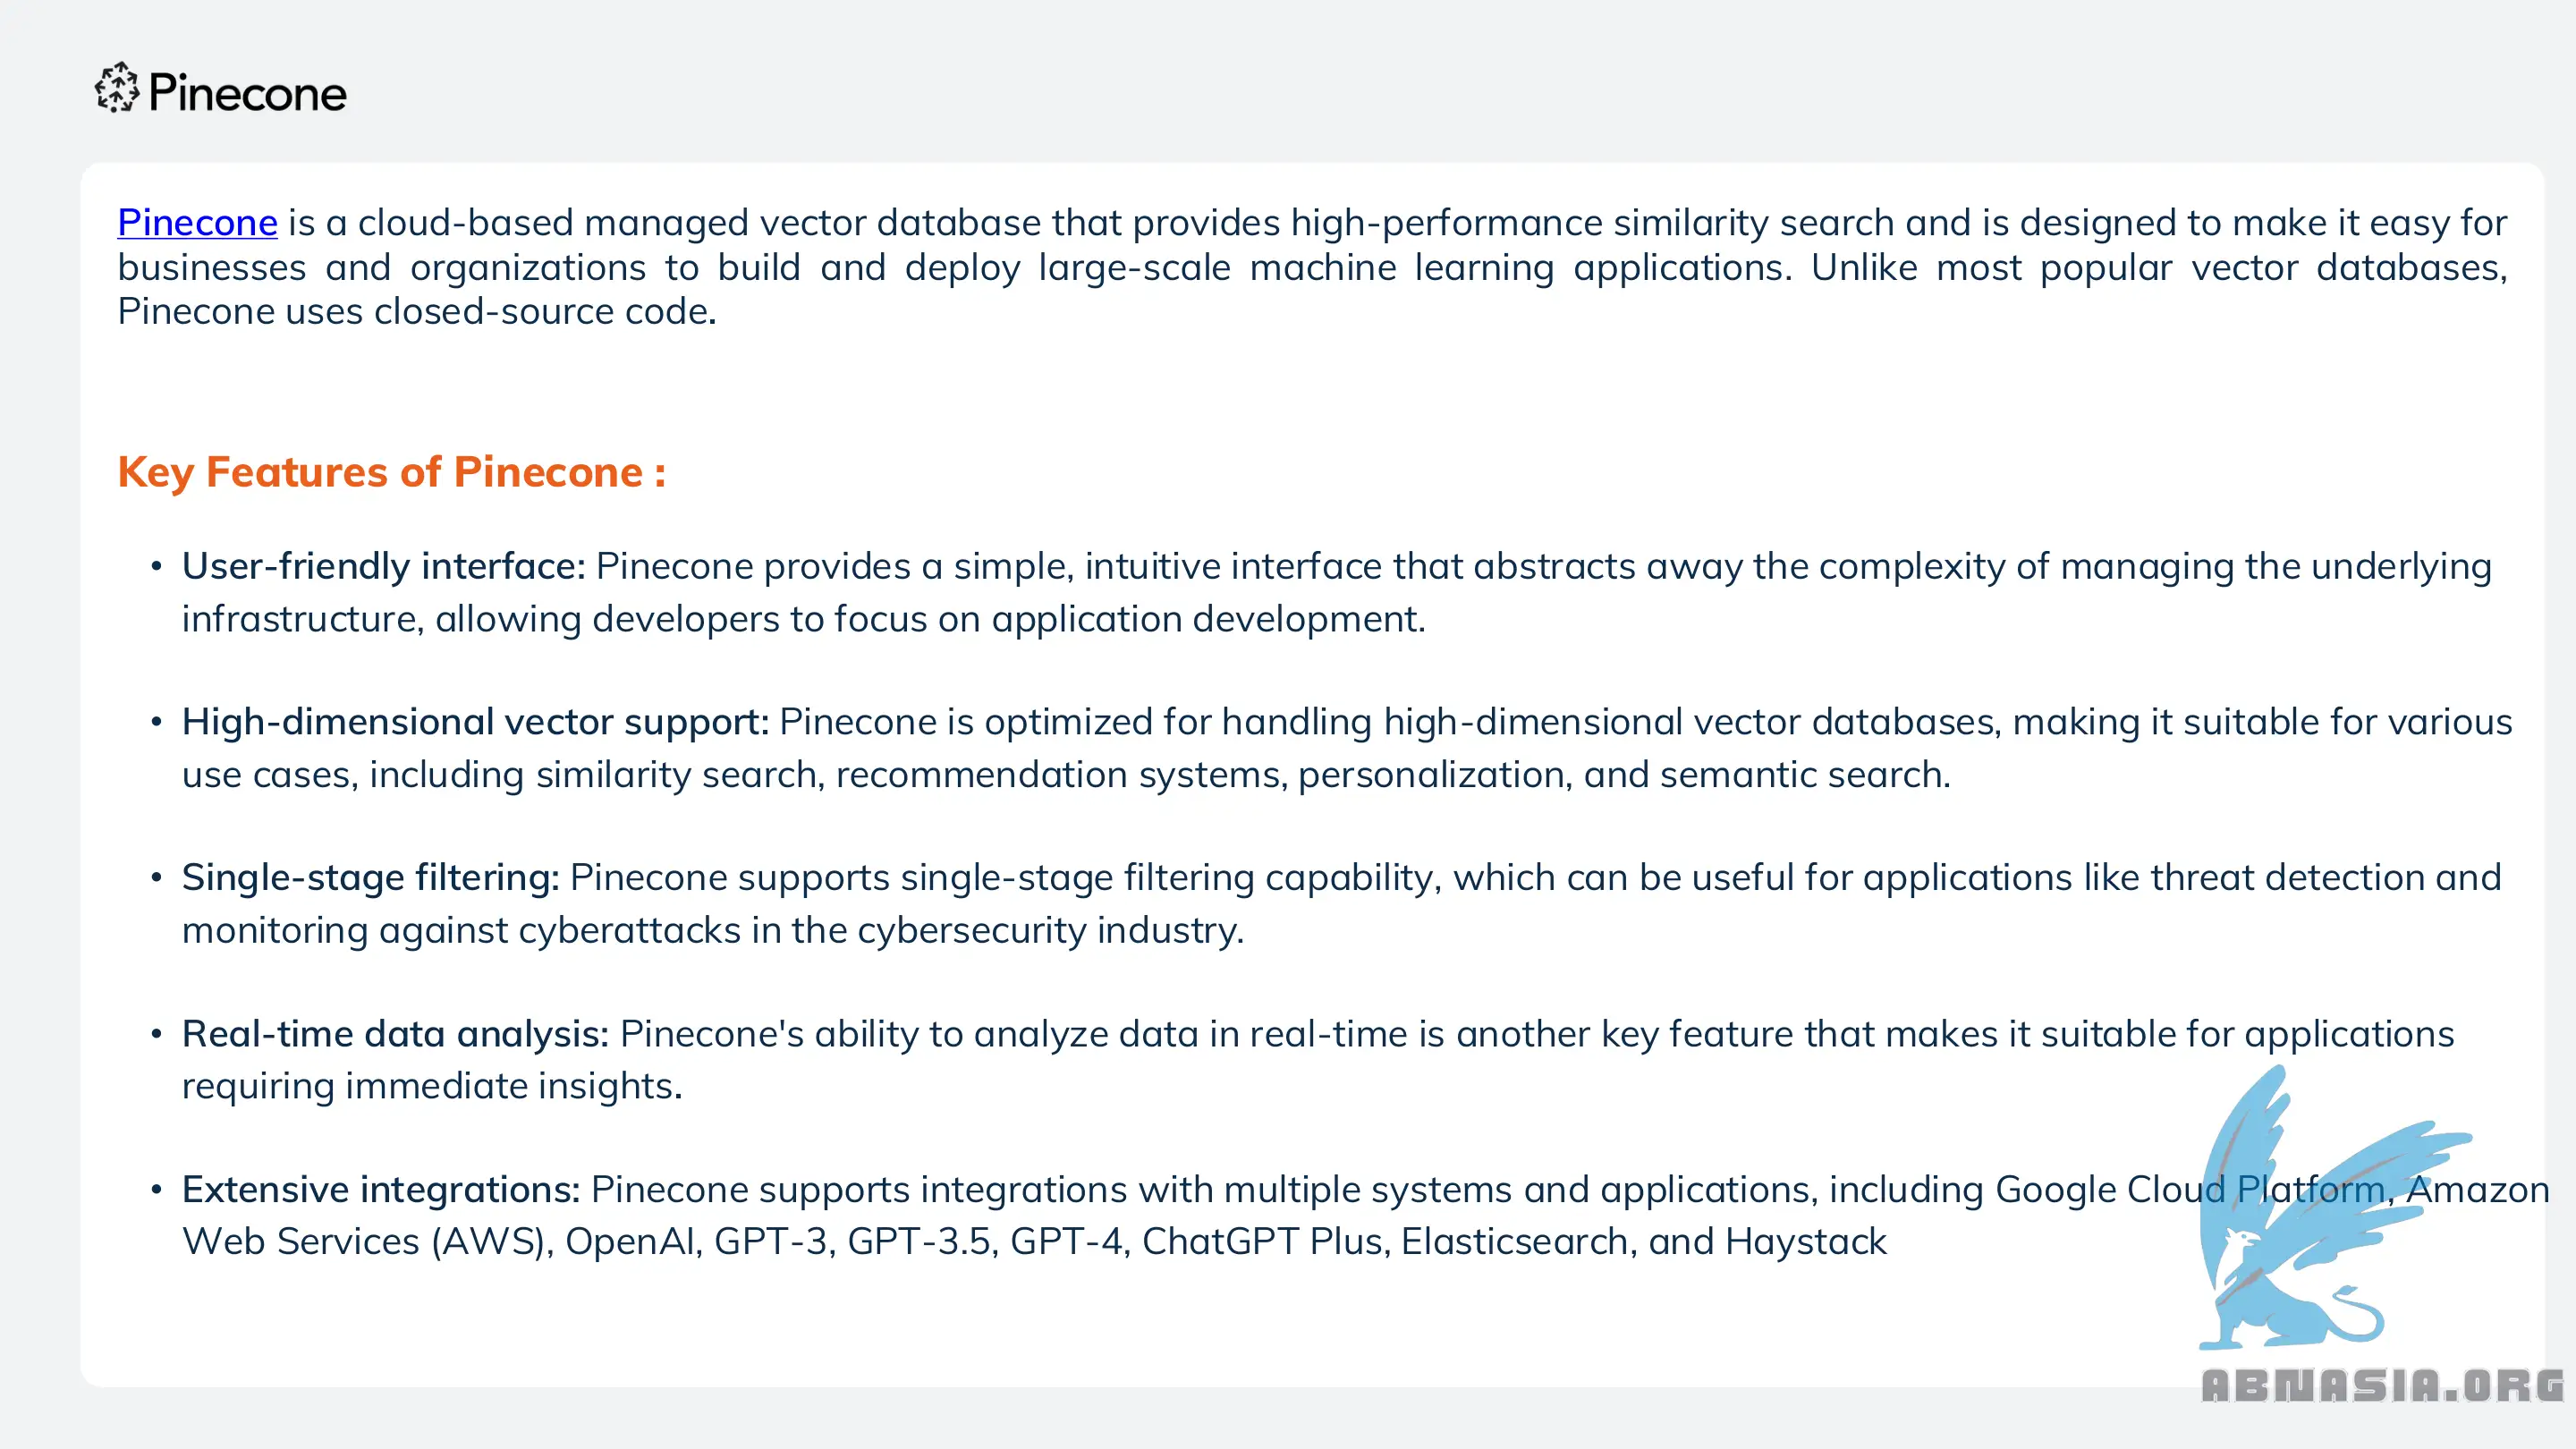 Pinecone
Pinecone is a cloud-based managed vector database that provides high-performance similarity search and is designed to make it easy for
businesses and organizations to build and deploy large-scale machine learning applications. Unlike most popular vector databases,
Pinecone uses closed-source code.
Key Features of Pinecone :
• User-friendly interface: Pinecone provides a simple, intuitive interface that abstracts away the complexity of managing the underlying
infrastructure, allowing developers to focus on application development.
• High-dimensional vector support: Pinecone is optimized for handling high-dimensional vector databases, making it suitable for various
use cases, including similarity search, recommendation systems, personalization, and semantic search.
• Single-stage filtering: Pinecone supports single-stage filtering capability, which can be useful for applications like threat detection and
monitoring against cyberattacks in the cybersecurity industry.
• Real-time data analysis: Pinecone's ability to analyze data in real-time is another key feature that makes it suitable for applications
requiring immediate insights.
• Extensive integrations: Pinecone supports integrations with multiple systems and applications, including Google Cloud Platform, Amazon
Web Services (AWS), OpenAI, GPT-3, GPT-3.5, GPT-4, ChatGPT Plus, Elasticsearch, and Haystack
ABNASIA.ORG